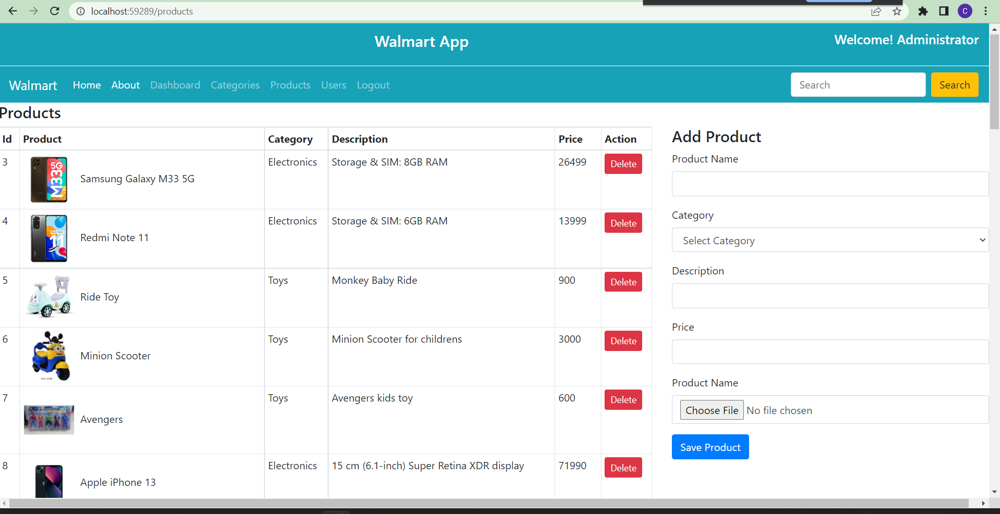 localhost:59289/products
C
Walmart App
Welcome! Administrator
Walmart Home About Dashboard Categories Products Users Logout
Search Search
Products
Id Product Category Description Price Action
3 Samsung Galaxy M33 5G Electronics Storage & SIM: 8GB RAM 26499 Delete
5G
M33
4 Redmi Note 11 Electronics Storage & SIM: 6GB RAM 13999 Delete
11
5 Ride Toy Toys Monkey Baby Ride 900 Delete
6 Minion Scooter Toys Minion Scooter for childrens 3000 Delete
7 Avengers Toys Avengers kids toy 600 Delete
8 Apple iPhone 13 Electronics 15 cm (6.1-inch) Super Retina XDR display 71990 Delete
Add Product
Product Name
Category
Select Category
Description
Price
Product Name
Choose File No file chosen
Save Product